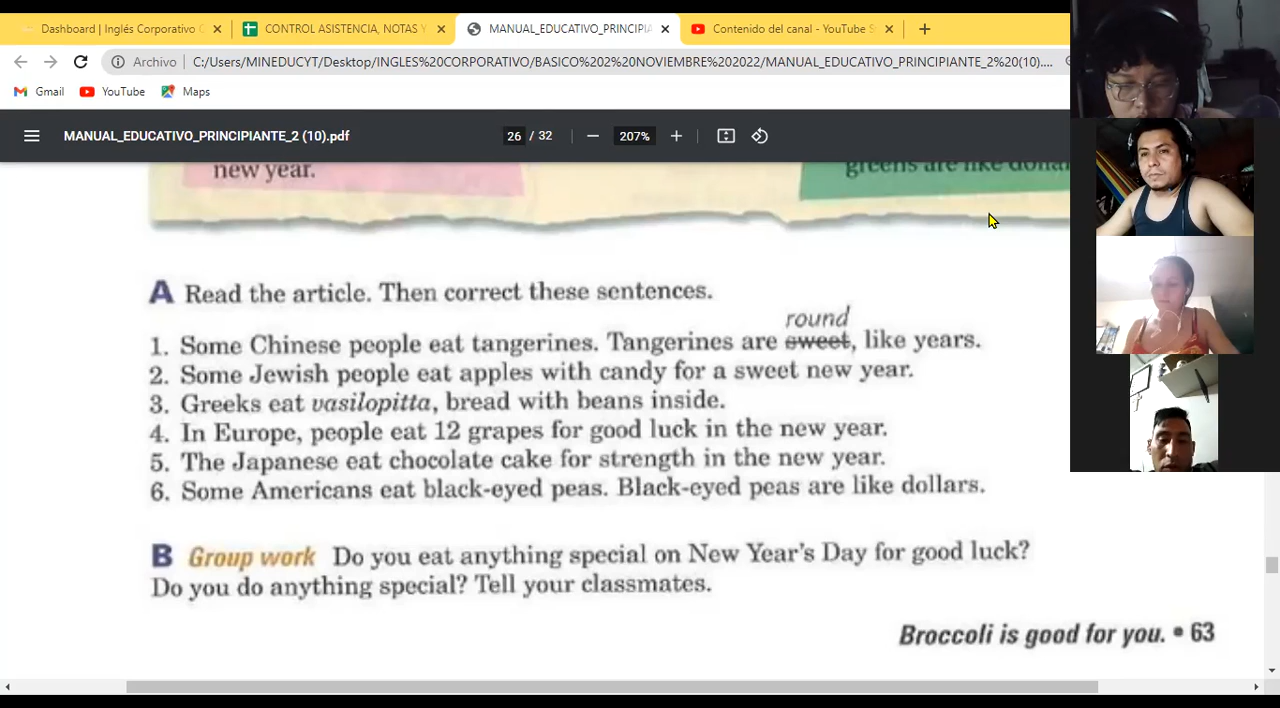 Dashboard | Inglés Corporativo
CONTROL ASISTENCIA, NOTAS Y
MANUAL_EDUCATIVO_PRINCIPIA
Contenido del canal - YouTube S
Archivo
C:/Users/MINEDUCYT/Desktop/INGLES%20CORPORATIVO/BASICO%202%20NOVIEMBRE%202022/MANUAL_EDUCATIVO_PRINCIPIANTE_2%20(10)....
Gmail
YouTube
Maps
MANUAL_EDUCATIVO_PRINCIPIANTE_2 (10).pdf
26 / 32
207%
new year.
greens are like
A Read the article. Then correct these sentences.
round
1. Some Chinese people eat tangerines. Tangerines are sweet, like years.
2. Some Jewish people eat apples with candy for a sweet new year.
3. Greeks eat vasilopitta, bread with beans inside.
4. In Europe, people eat 12 grapes for good luck in the new year.
5. The Japanese eat chocolate cake for strength in the new year.
6. Some Americans eat black-eyed peas. Black-eyed peas are like dollars.
B Group work Do you eat anything special on New Year's Day for good luck?
Do you do anything special? Tell your classmates.
Broccoli is good for you. • 63